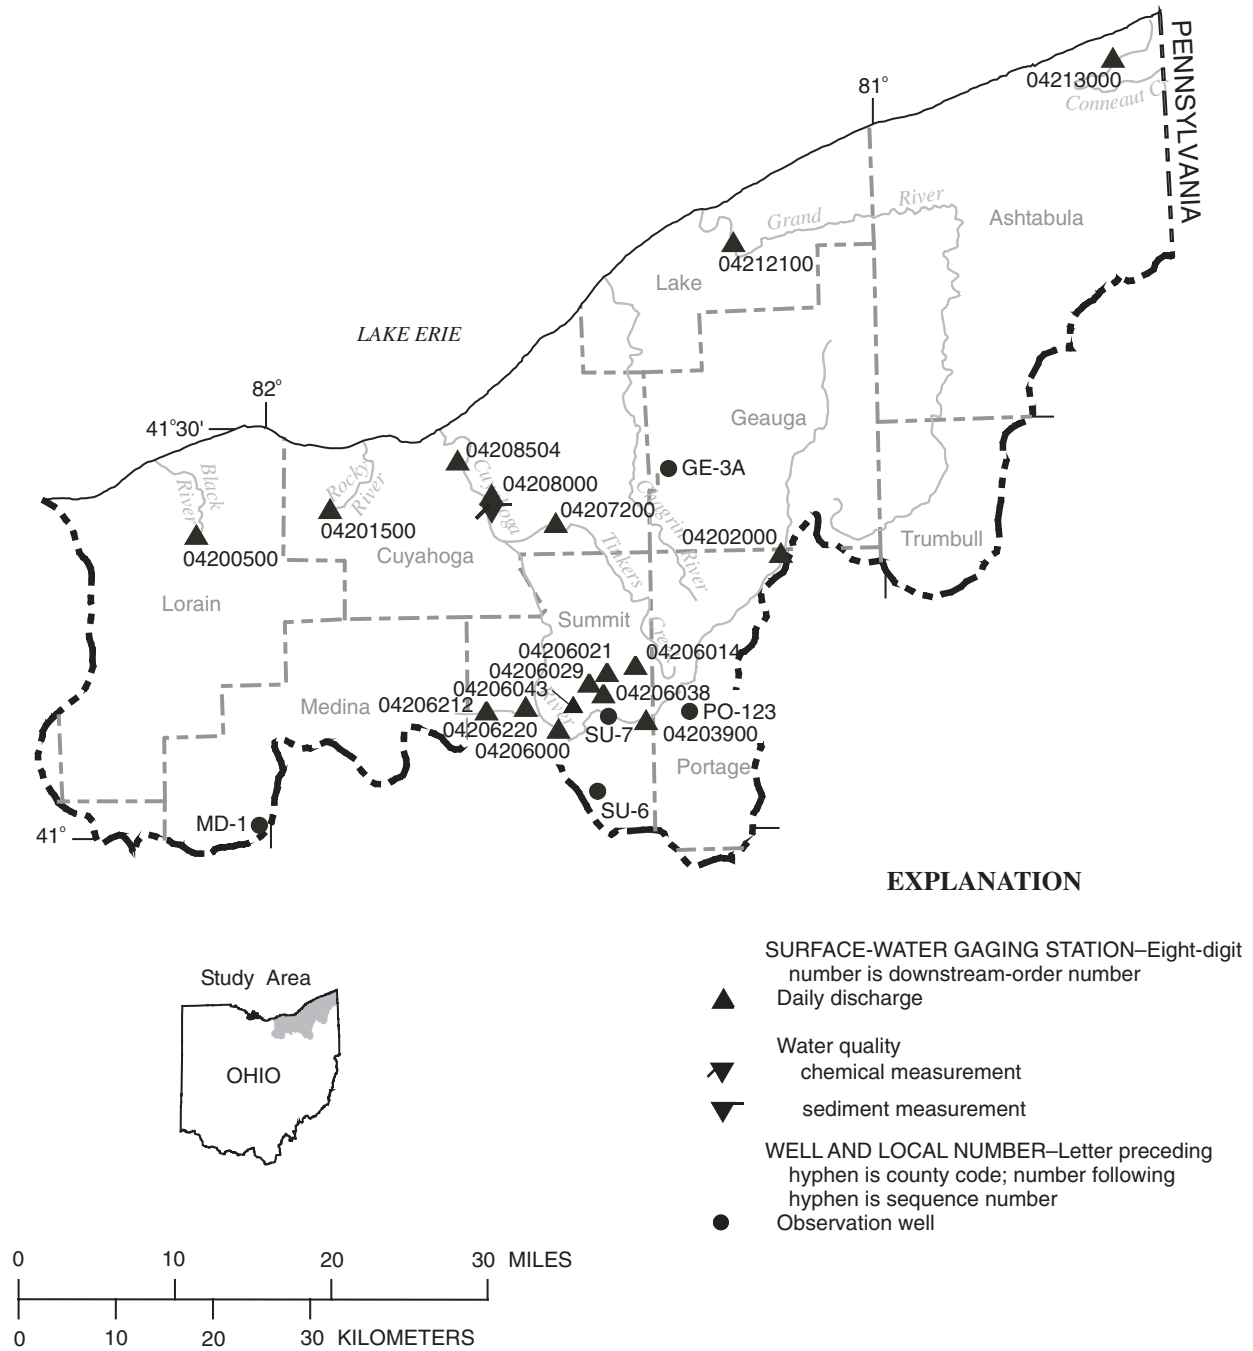 PENNSYLVANIA
04213000
Conneaut Cr
81°
Grand River
Ashtabula
04212100
Lake
LAKE ERIE
82°
41°30'
Geauga
GE-3A
04208504
04208000
04207200
Black River
Rocky River
Cuyahoga
04201500
04200500
Cuyahoga
Chagrin River
04202000
Tinkers Creek
Trumbull
Lorain
Summit
04206021
04206014
04206029
04206043
04206038
River
Medina
04206212
04206220
04206000
SU-7
PO-123
04203900
Portage
SU-6
MD-1
41°
EXPLANATION
SURFACE-WATER GAGING STATION–Eight-digit
number is downstream-order number
Daily discharge
Water quality
chemical measurement
sediment measurement
WELL AND LOCAL NUMBER–Letter preceding
hyphen is county code; number following
hyphen is sequence number
Observation well
Study Area
OHIO
0 10 20 30 MILES
0 10 20 30 KILOMETERS